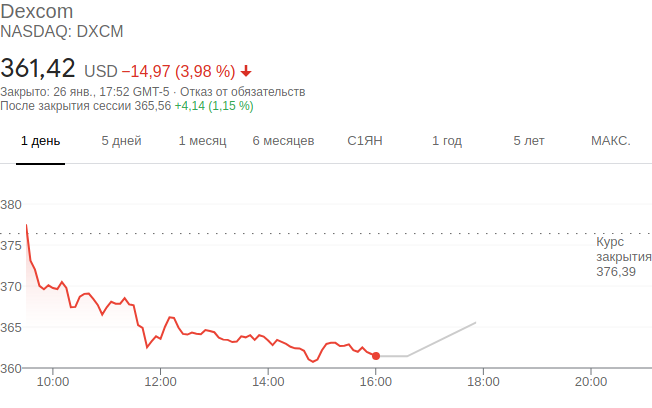 Dexcom
NASDAQ: DXCM
361,42 USD −14,97 (3,98 %)
Закрыто: 26 янв., 17:52 GMT-5 · Отказ от обязательств
После закрытия сессии 365,56 +4,14 (1,15 %)
1 день 5 дней 1 месяц 6 месяцев С1ЯН 1 год 5 лет МАКС.
380
375
370
365
360
Курс
закрытия
376,39
10:00 12:00 14:00 16:00 18:00 20:00